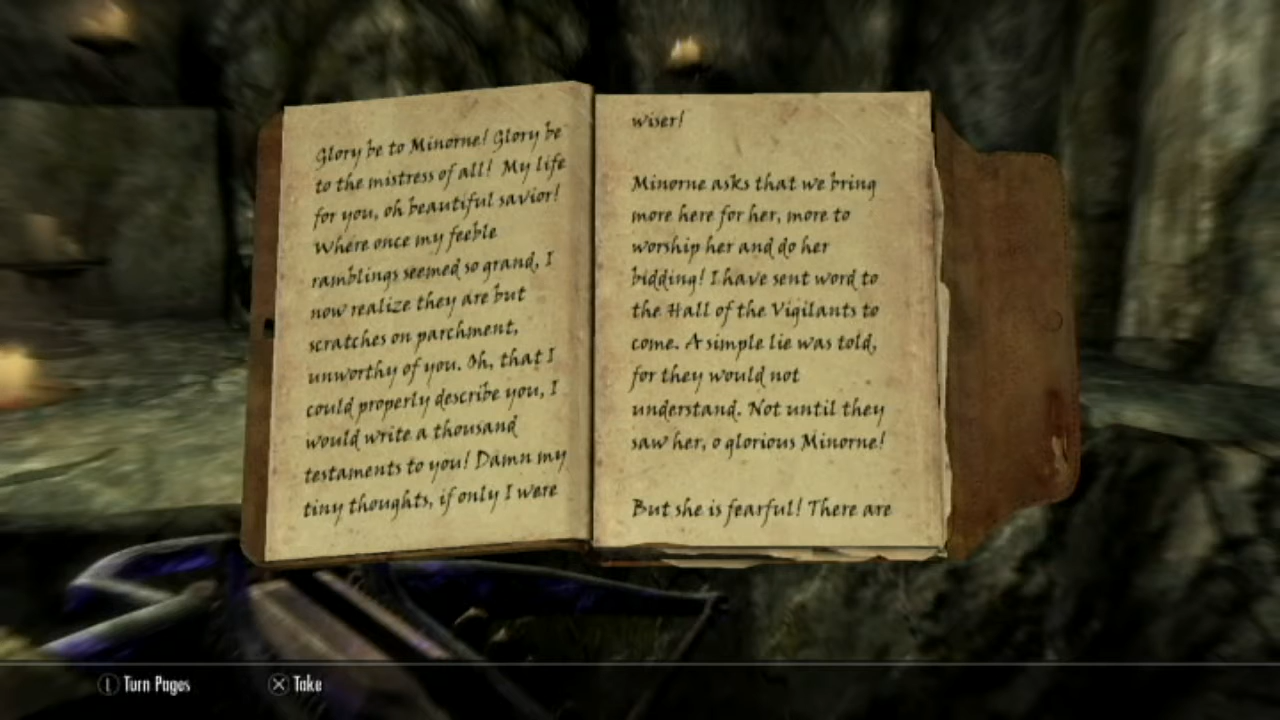 Glory be to Minorne! Glory be
to the mistress of all! My life
for you, oh beautiful savior!
Where once my feeble
ramblings seemed so grand, I
now realize they are but
scratches on parchment,
unworthy of you. Oh, that I
could properly describe you, I
would write a thousand
testaments to you! Damn my
tiny thoughts, if only I were
wiser!
Minorne asks that we bring
more here for her, more to
worship her and do her
bidding! I have sent word to
the Hall of the Vigilants to
come. A simple lie was told,
for they would not
understand. Not until they
saw her, o glorious Minorne!
But she is fearful! There are
L Turn Pages
X Take